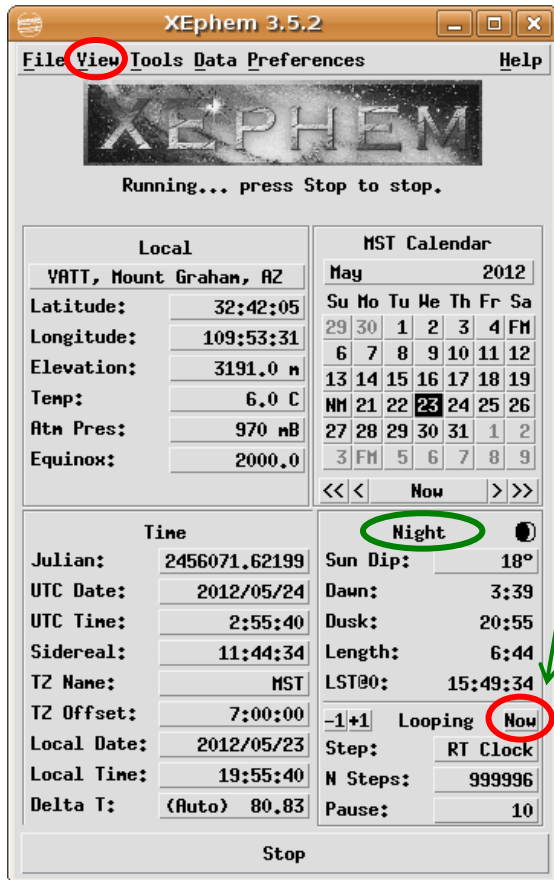 XEphem 3.5.2
File View Tools Data Preferences Help
XEPHEM
Running... press Stop to stop.
Local
VATT, Mount Graham, AZ
Latitude: 32:42:05
Longitude: 109:53:31
Elevation: 3191.0 m
Temp: 6.0 C
Atm Pres: 970 mB
Equinox: 2000.0
MST Calendar
May 2012
Su Mo Tu We Th Fr Sa
29 30 1 2 3 4 FM
6 7 8 9 10 11 12
13 14 15 16 17 18 19
NM 21 22 23 24 25 26
27 28 29 30 31 1 2
3 FM 5 6 7 8 9
<< < Now > >>
Time
Julian: 2456071.62199
UTC Date: 2012/05/24
UTC Time: 2:55:40
Sidereal: 11:44:34
TZ Name: MST
TZ Offset: 7:00:00
Local Date: 2012/05/23
Local Time: 19:55:40
Delta T: (Auto) 80.83
Night
Sun Dip: 18°
Dawn: 3:39
Dusk: 20:55
Length: 6:44
LST@0: 15:49:34
-1 +1 Looping Now
Step: RT Clock
N Steps: 999996
Pause: 10
Stop